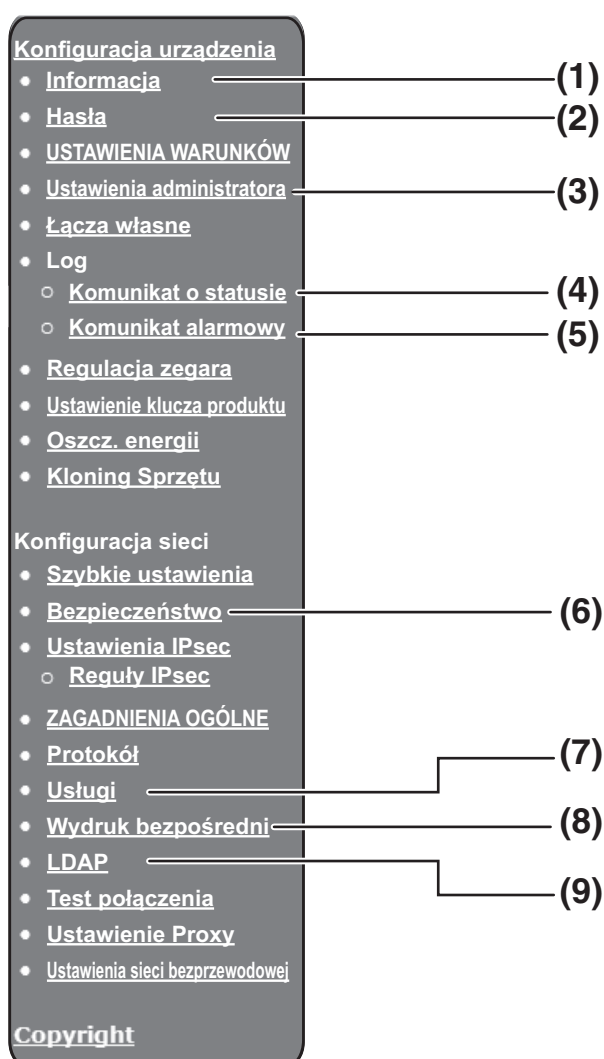 Konfiguracja urządzenia
Informacja (1)
Hasła (2)
USTAWIENIA WARUNKÓW
Ustawienia administratora (3)
Łącza własne
Log
Komunikat o statusie (4)
Komunikat alarmowy (5)
Regulacja zegara
Ustawienie klucza produktu
Oszcz. energii
Kloning Sprzętu
Konfiguracja sieci
Szybkie ustawienia
Bezpieczeństwo (6)
Ustawienia IPsec
Reguły IPsec
ZAGADNIENIA OGÓLNE
Protokół
Usługi (7)
Wydruk bezpośredni (8)
LDAP (9)
Test połączenia
Ustawienie Proxy
Ustawienia sieci bezprzewodowej
Copyright